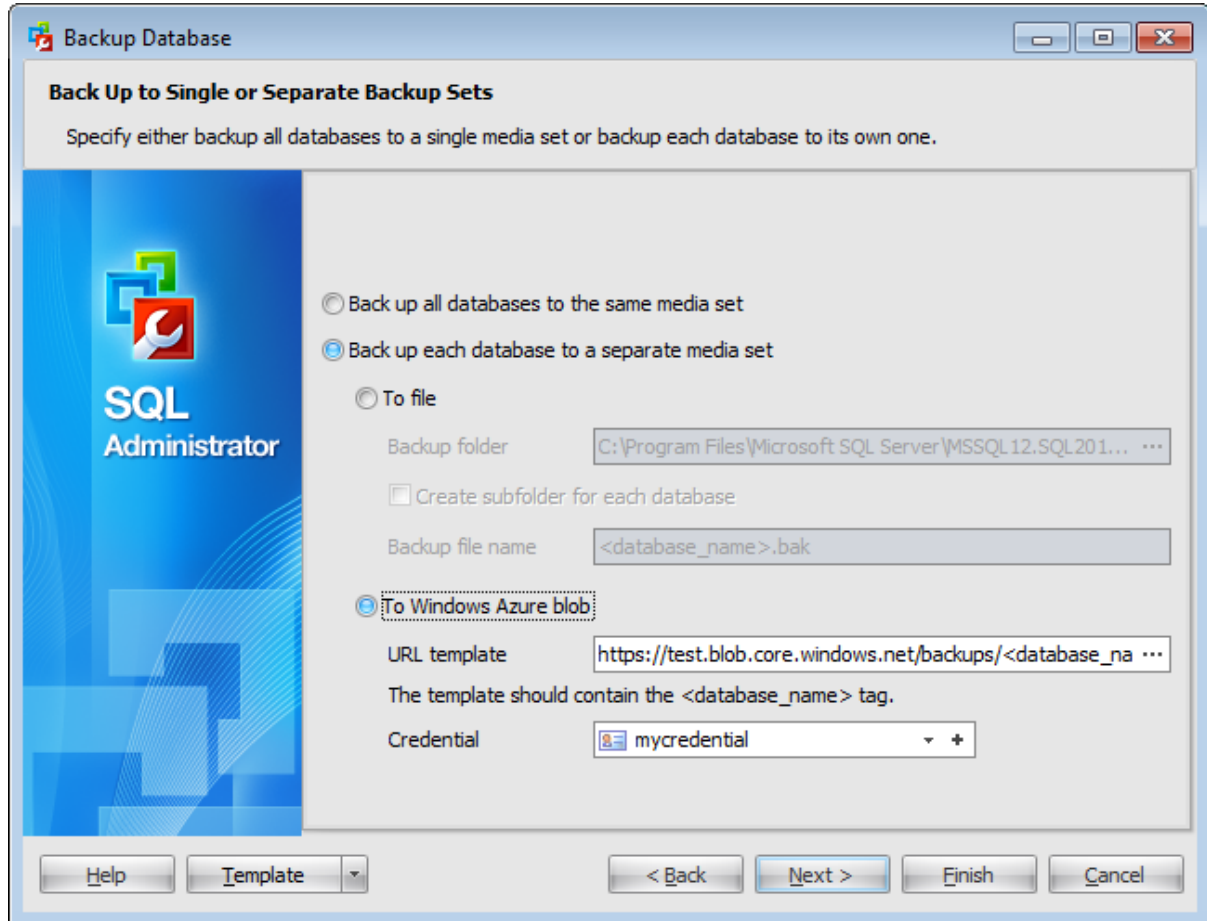 Backup Database
Back Up to Single or Separate Backup Sets
Specify either backup all databases to a single media set or backup each database to its own one.
SQL
Administrator
Back up all databases to the same media set
Back up each database to a separate media set
To file
Backup folder C:\Program Files\Microsoft SQL Server\MSSQL12.SQL201... ...
Create subfolder for each database
Backup file name <database_name>.bak
To Windows Azure blob
URL template https://test.blob.core.windows.net/backups/<database_na ...
The template should contain the <database_name> tag.
Credential mycredential
Help Template < Back Next > Finish Cancel